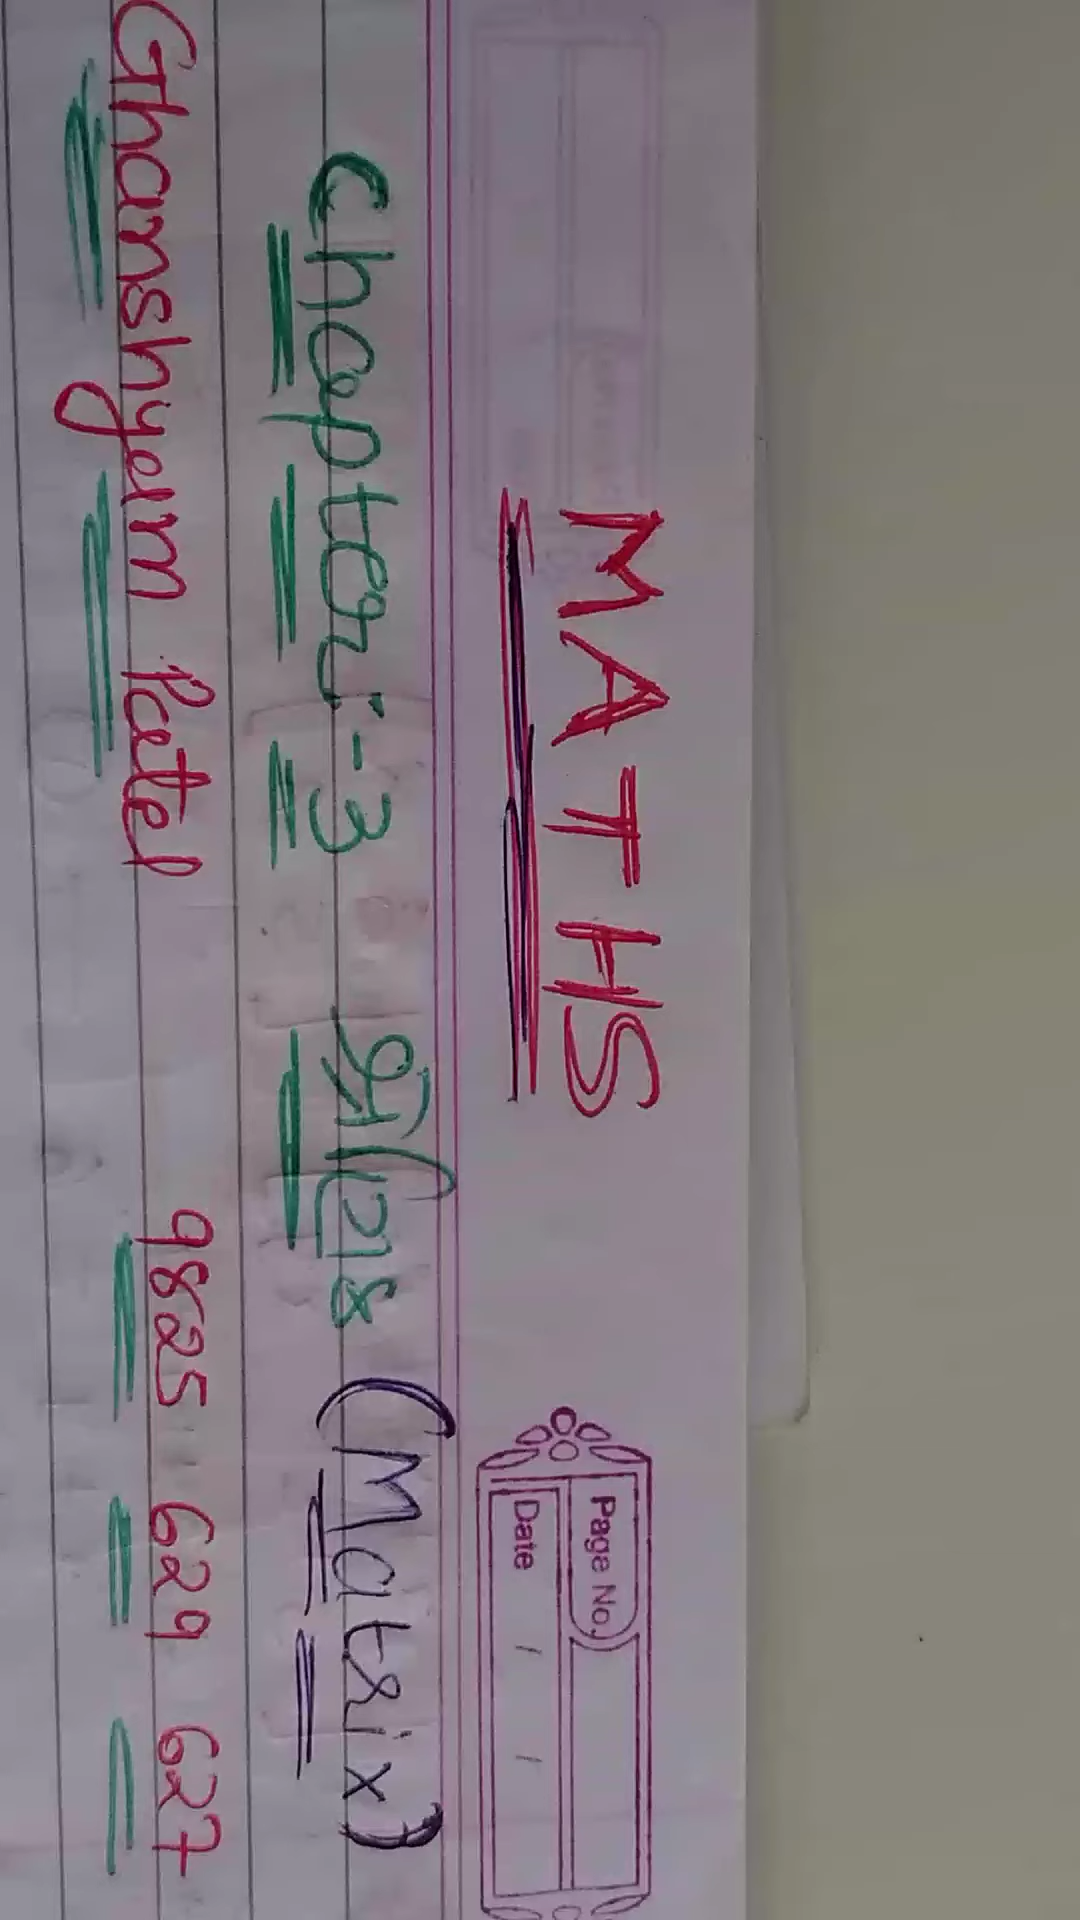 MATHS
Page No.
Date / /
Chapter :- 3 શ્રેણિક (Matrix)
Ghanshyam Patel 9825 629 627